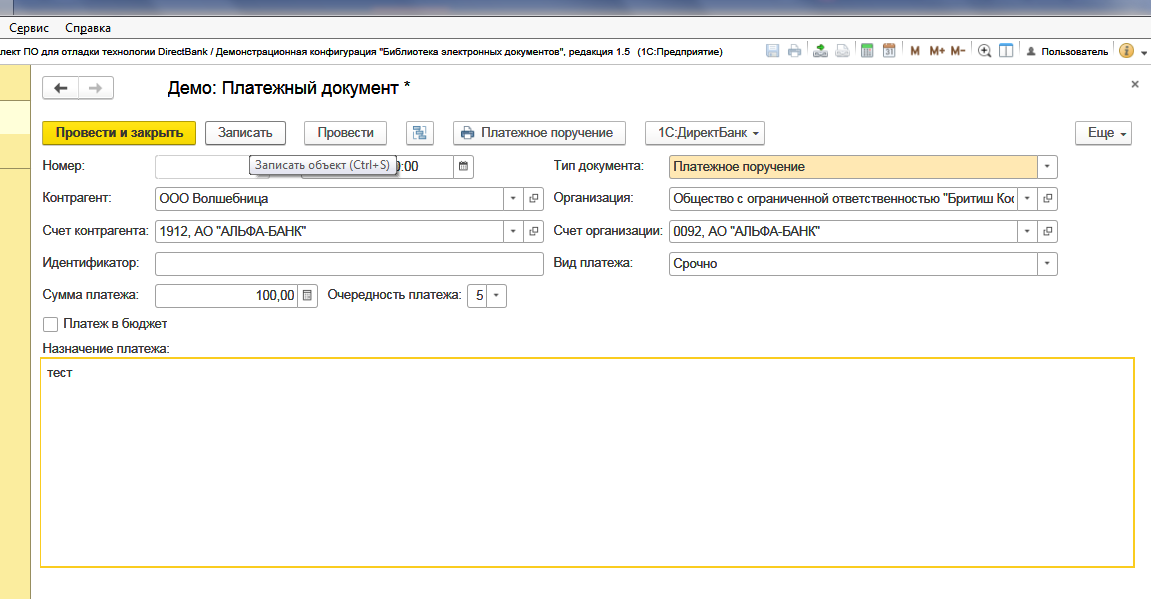 Сервис Справка
лект ПО для отладки технологии DirectBank / Демонстрационная конфигурация "Библиотека электронных документов", редакция 1.5 (1С:Предприятие) M M+ M- Пользователь
Демо: Платежный документ *
Провести и закрыть Записать Провести Платежное поручение 1С:ДиректБанк Еще
Номер: Записать объект (Ctrl+S) :00 Тип документа: Платежное поручение
Контрагент: ООО Волшебница Организация: Общество с ограниченной ответственностью "Бритиш Кос
Счет контрагента: 1912, АО "АЛЬФА-БАНК" Счет организации: 0092, АО "АЛЬФА-БАНК"
Идентификатор: Вид платежа: Срочно
Сумма платежа: 100,00 Очередность платежа: 5
Платеж в бюджет
Назначение платежа:
тест